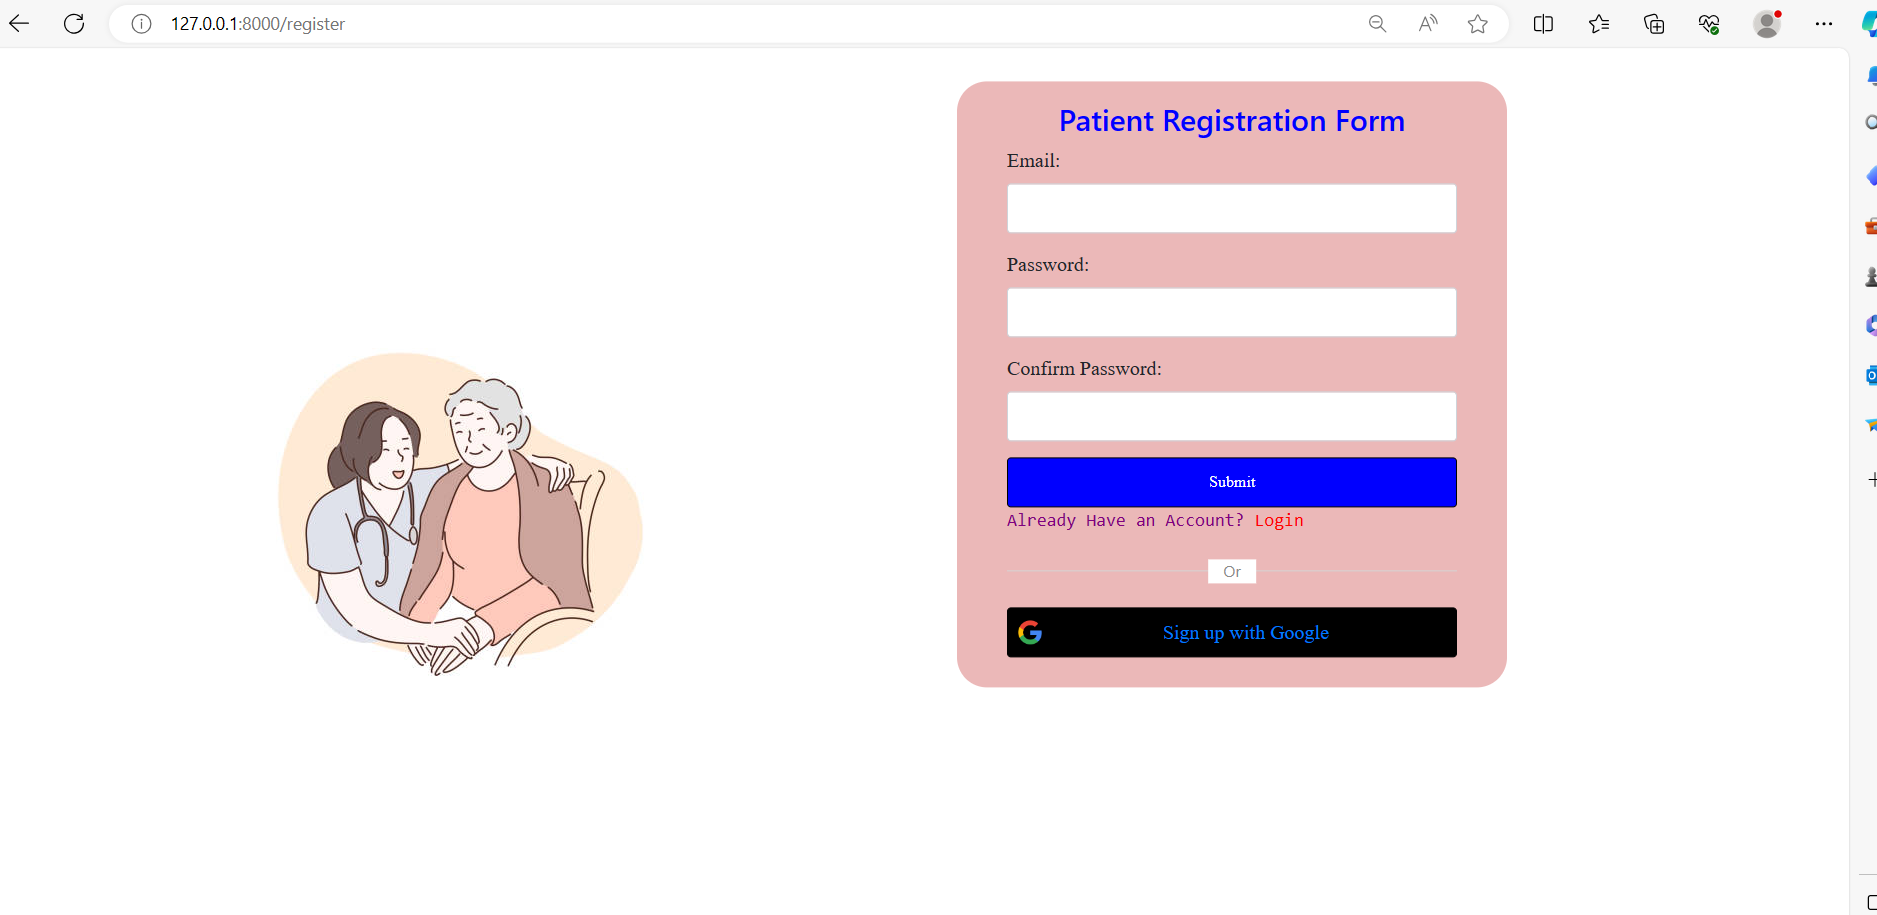 127.0.0.1:8000/register
Patient Registration Form
Email:
Password:
Confirm Password:
Submit
Already Have an Account? Login
Or
Sign up with Google